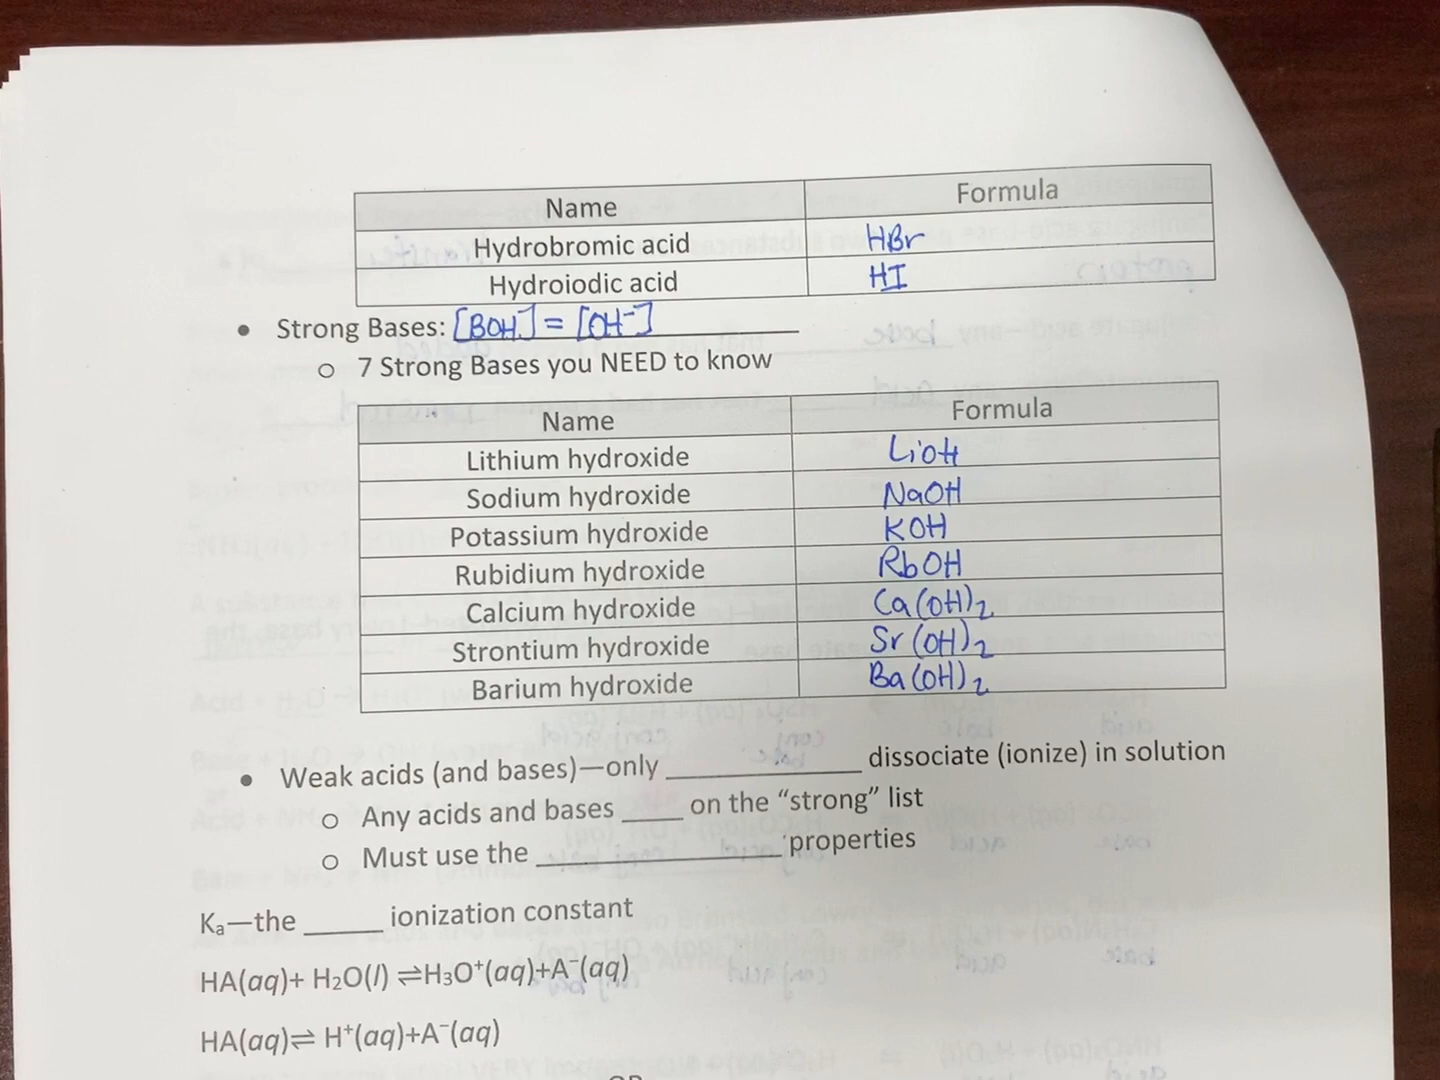 Name Formula
Hydrobromic acid HBr
Hydroiodic acid HI
• Strong Bases: [BOH] = [OH⁻]
o 7 Strong Bases you NEED to know
Name Formula
Lithium hydroxide LiOH
Sodium hydroxide NaOH
Potassium hydroxide KOH
Rubidium hydroxide RbOH
Calcium hydroxide Ca(OH)₂
Strontium hydroxide Sr(OH)₂
Barium hydroxide Ba(OH)₂
• Weak acids (and bases)—only ____________ dissociate (ionize) in solution
o Any acids and bases ____ on the “strong” list
o Must use the ________________ properties
Kₐ—the _____ ionization constant
HA(aq)+ H₂O(l) ⇌H₃O⁺(aq)+A⁻(aq)
HA(aq)⇌ H⁺(aq)+A⁻(aq)